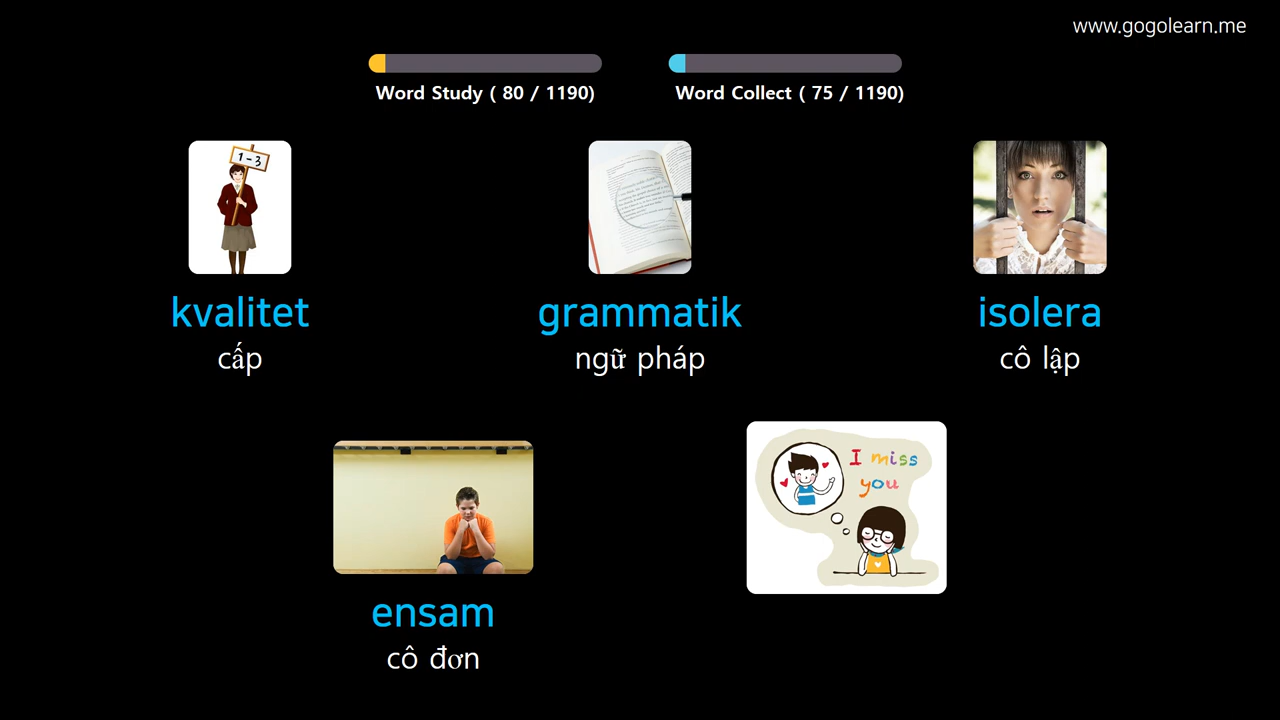 www.gogolearn.me
Word Study ( 80 / 1190)
Word Collect ( 75 / 1190)
1-3
kvalitet
cấp
grammatik
ngữ pháp
isolera
cô lập
I miss
you
ensam
cô đơn